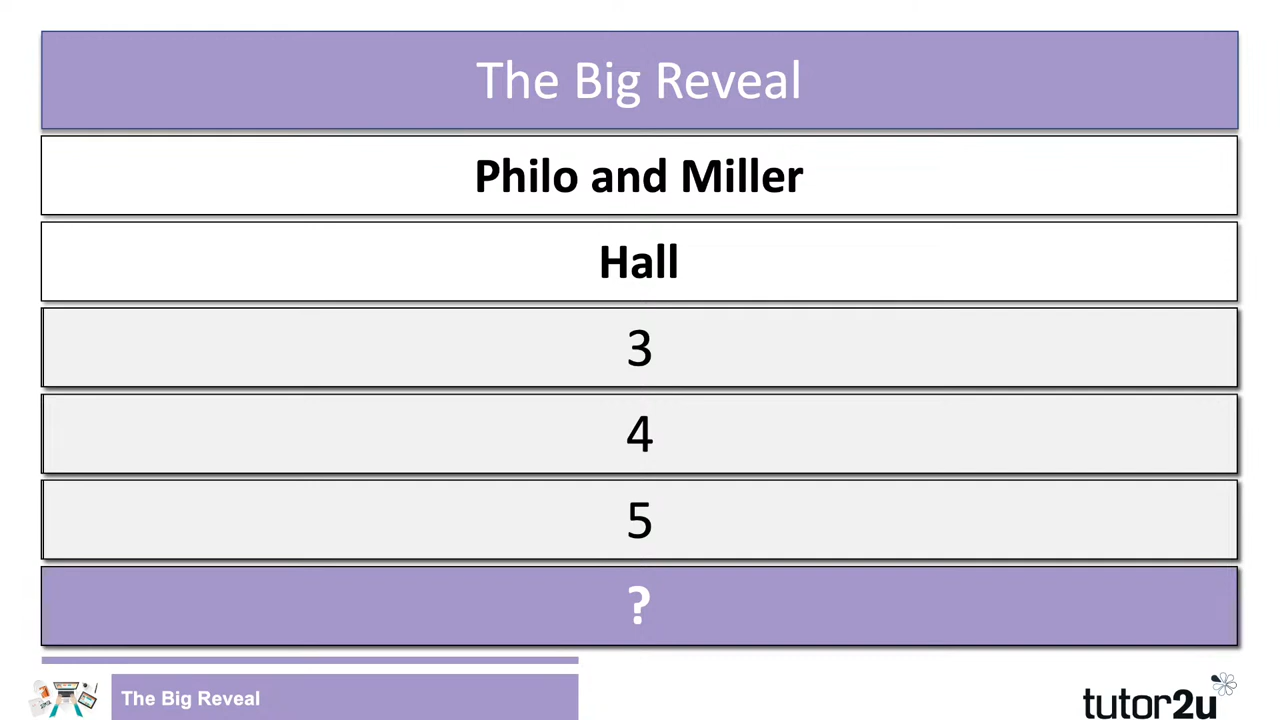 The Big Reveal
Philo and Miller
Hall
3
4
5
?
The Big Reveal
tutor2u